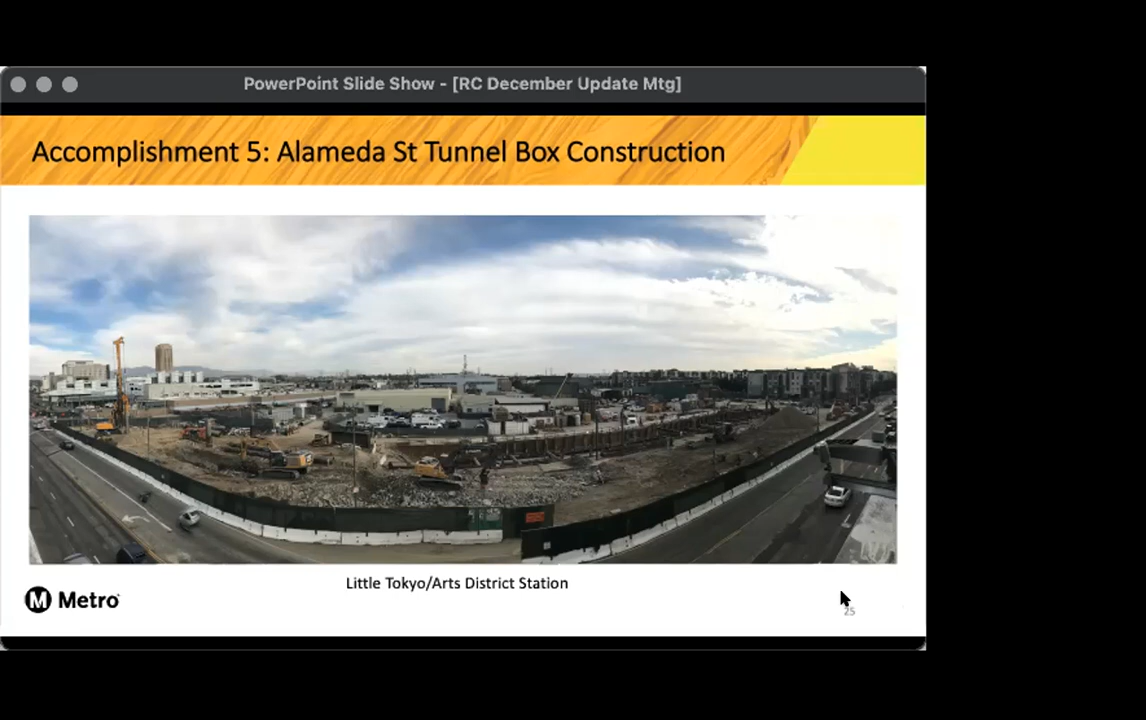 PowerPoint Slide Show - [RC December Update Mtg]
Accomplishment 5: Alameda St Tunnel Box Construction
Little Tokyo/Arts District Station
M Metro
25